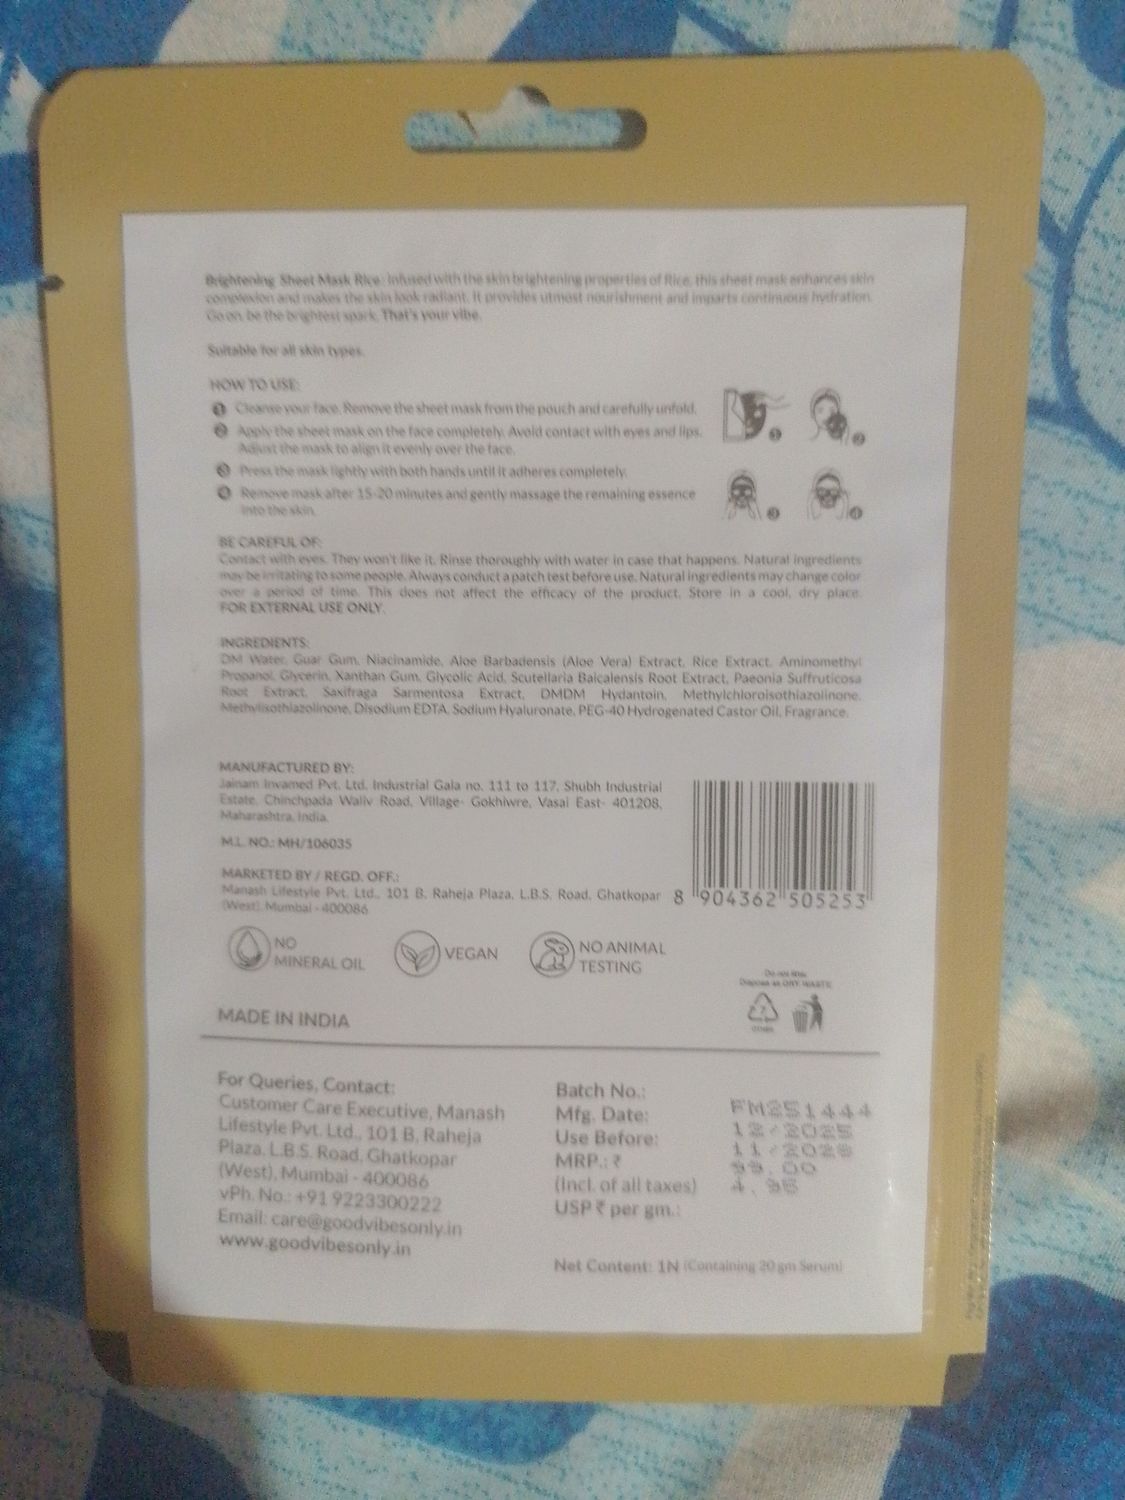 Brightening Sheet Mask Rice: Infused with the skin brightening properties of Rice, this sheet mask enhances skin
complexion and makes the skin look radiant. It provides utmost nourishment and imparts continuous hydration.
Go on, be the brightest spark. That's your vibe.
Suitable for all skin types.
HOW TO USE:
1 Cleanse your face. Remove the sheet mask from the pouch and carefully unfold.
2 Apply the sheet mask on the face completely. Avoid contact with eyes and lips.
Adjust the mask to align it evenly over the face.
3 Press the mask lightly with both hands until it adheres completely.
4 Remove mask after 15-20 minutes and gently massage the remaining essence
into the skin.
1
2
3
4
BE CAREFUL OF:
Contact with eyes. They won't like it. Rinse thoroughly with water in case that happens. Natural ingredients
may be irritating to some people. Always conduct a patch test before use. Natural ingredients may change color
over a period of time. This does not affect the efficacy of the product. Store in a cool, dry place.
FOR EXTERNAL USE ONLY.
INGREDIENTS:
DM Water, Guar Gum, Niacinamide, Aloe Barbadensis (Aloe Vera) Extract, Rice Extract, Aminomethyl
Propanol, Glycerin, Xanthan Gum, Glycolic Acid, Scutellaria Baicalensis Root Extract, Paeonia Suffruticosa
Root Extract, Saxifraga Sarmentosa Extract, DMDM Hydantoin, Methylchloroisothiazolinone,
Methylisothiazolinone, Disodium EDTA, Sodium Hyaluronate, PEG-40 Hydrogenated Castor Oil, Fragrance.
MANUFACTURED BY:
Jainam Invamed Pvt. Ltd. Industrial Gala no. 111 to 117, Shubh Industrial
Estate, Chinchpada Waliv Road, Village- Gokhiwre, Vasai East- 401208,
Maharashtra, India.
M.L. NO.: MH/106035
MARKETED BY / REGD. OFF.:
Manash Lifestyle Pvt. Ltd., 101 B, Raheja Plaza, L.B.S. Road, Ghatkopar
(West), Mumbai - 400086
8 904362 505253
NO
MINERAL OIL
VEGAN
NO ANIMAL
TESTING
Do not litter
Dispose as DRY WASTE
7
OTHER
MADE IN INDIA
For Queries, Contact:
Customer Care Executive, Manash
Lifestyle Pvt. Ltd., 101 B, Raheja
Plaza, L.B.S. Road, Ghatkopar
(West), Mumbai - 400086
vPh. No.: +91 9223300222
Email: care@goodvibesonly.in
www.goodvibesonly.in
Batch No.: FM251444
Mfg. Date: 12/2025
Use Before: 11/2028
MRP.: ₹ 99.00
(Incl. of all taxes) 4.95
USP ₹ per gm.:
Net Content: 1N (Containing 20 gm Serum)